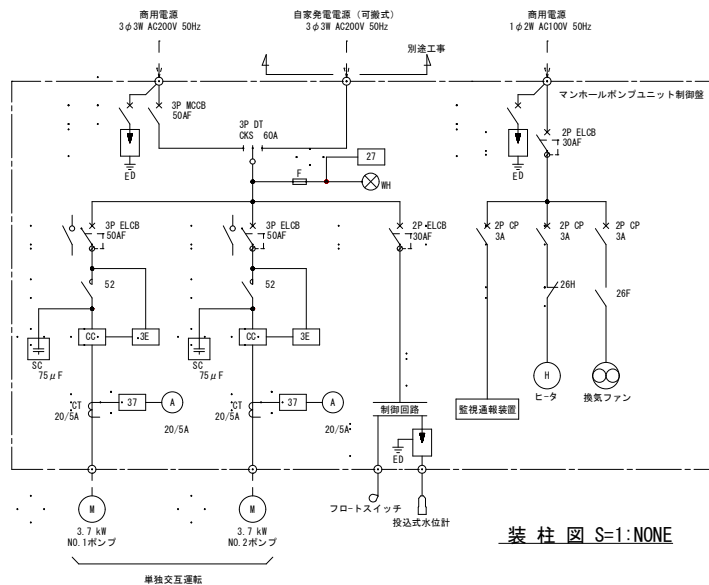 商用電源
3φ3W AC200V 50Hz
自家発電電源（可搬式）
3φ3W AC200V 50Hz
商用電源
1φ2W AC100V 50Hz
別途工事
マンホールポンプユニット制御盤
3P MCCB
50AF
ED
3P DT
CKS 60A
27
F
WH
2P ELCB
30AF
ED
3P ELCB
50AF
3P ELCB
50AF
2P ELCB
30AF
2P CP
3A
2P CP
3A
2P CP
3A
52
52
26H
26F
CC
3E
CC
3E
SC
75μF
SC
75μF
H
ヒータ
換気ファン
CT
20/5A
37
A
20/5A
CT
20/5A
37
A
20/5A
制御回路
監視通報装置
ED
M
3.7 kW
NO.1ポンプ
M
3.7 kW
NO.2ポンプ
フロートスイッチ
投込式水位計
単独交互運転
装 柱 図 S=1:NONE